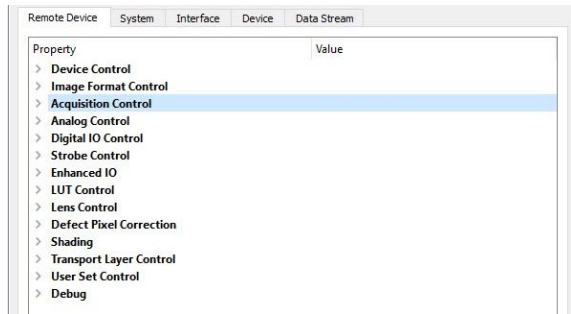 Remote Device System Interface Device Data Stream
Property Value
> Device Control
> Image Format Control
> Acquisition Control
> Analog Control
> Digital IO Control
> Strobe Control
> Enhanced IO
> LUT Control
> Lens Control
> Defect Pixel Correction
> Shading
> Transport Layer Control
> User Set Control
> Debug